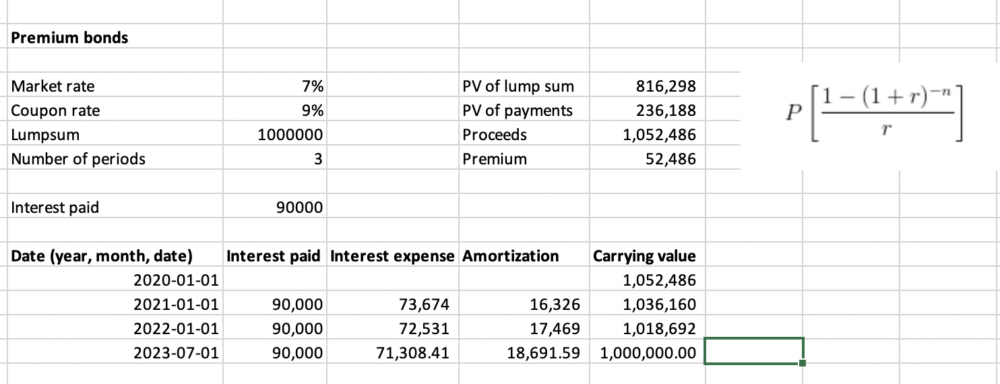 Premium bonds
Market rate 7% PV of lump sum 816,298
Coupon rate 9% PV of payments 236,188
Lumpsum 1000000 Proceeds 1,052,486
Number of periods 3 Premium 52,486
P [ 1 − (1 + r)^−n / r ]
Interest paid 90000
Date (year, month, date) Interest paid Interest expense Amortization Carrying value
2020-01-01 1,052,486
2021-01-01 90,000 73,674 16,326 1,036,160
2022-01-01 90,000 72,531 17,469 1,018,692
2023-07-01 90,000 71,308.41 18,691.59 1,000,000.00